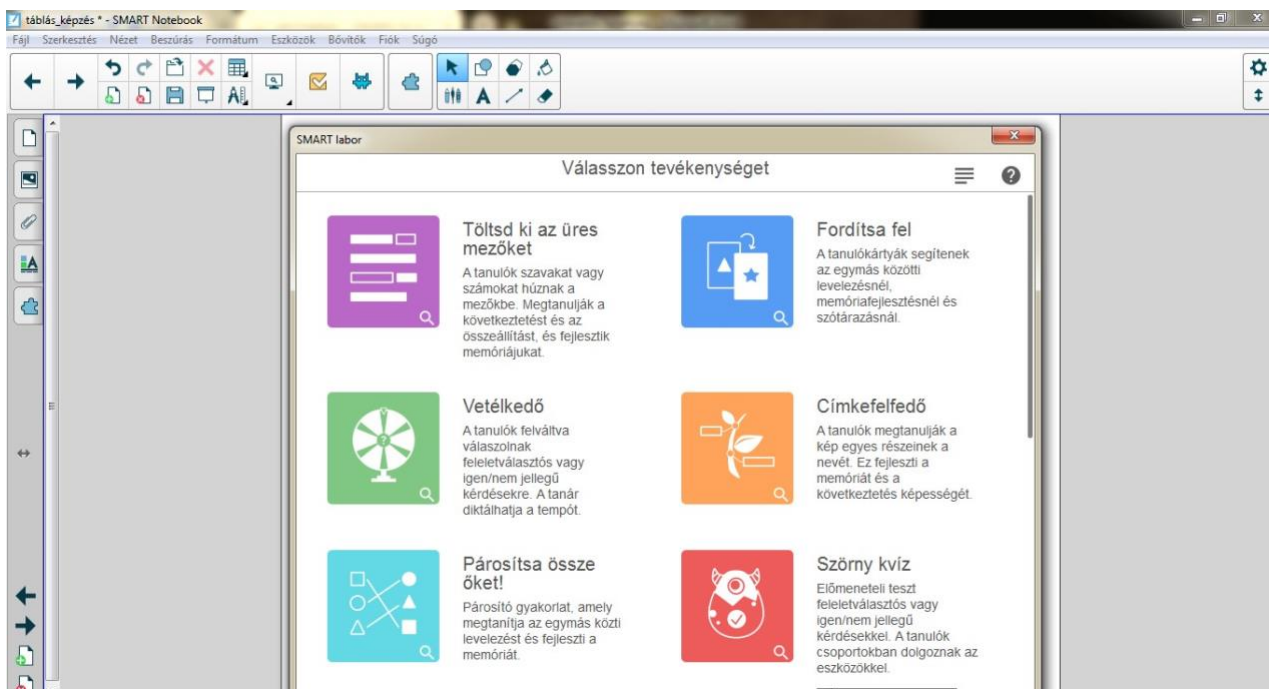 táblás_képzés * - SMART Notebook
Fájl Szerkesztés Nézet Beszúrás Formátum Eszközök Bővítők Fiók Súgó
SMART labor
Válasszon tevékenységet
Töltsd ki az üres
mezőket
A tanulók szavakat vagy
számokat húznak a
mezőkbe. Megtanulják a
következtetést és az
összeállítást, és fejlesztik
memóriájukat.
Fordítsa fel
A tanulókártyák segítenek
az egymás közötti
levelezésnél,
memóriafejlesztésnél és
szótárazásnál.
Vetélkedő
A tanulók felváltva
válaszolnak
feleletválasztós vagy
igen/nem jellegű
kérdésekre. A tanár
diktálhatja a tempót.
Címkefelfedő
A tanulók megtanulják a
kép egyes részeinek a
nevét. Ez fejleszti a
memóriát és a
következtetés képességét.
Párosítsa össze
őket!
Párosító gyakorlat, amely
megtanítja az egymás közti
levelezést és fejleszti a
memóriát.
Szörny kvíz
Előmeneteli teszt
feleletválasztós vagy
igen/nem jellegű
kérdésekkel. A tanulók
csoportokban dolgoznak az
eszközökkel.